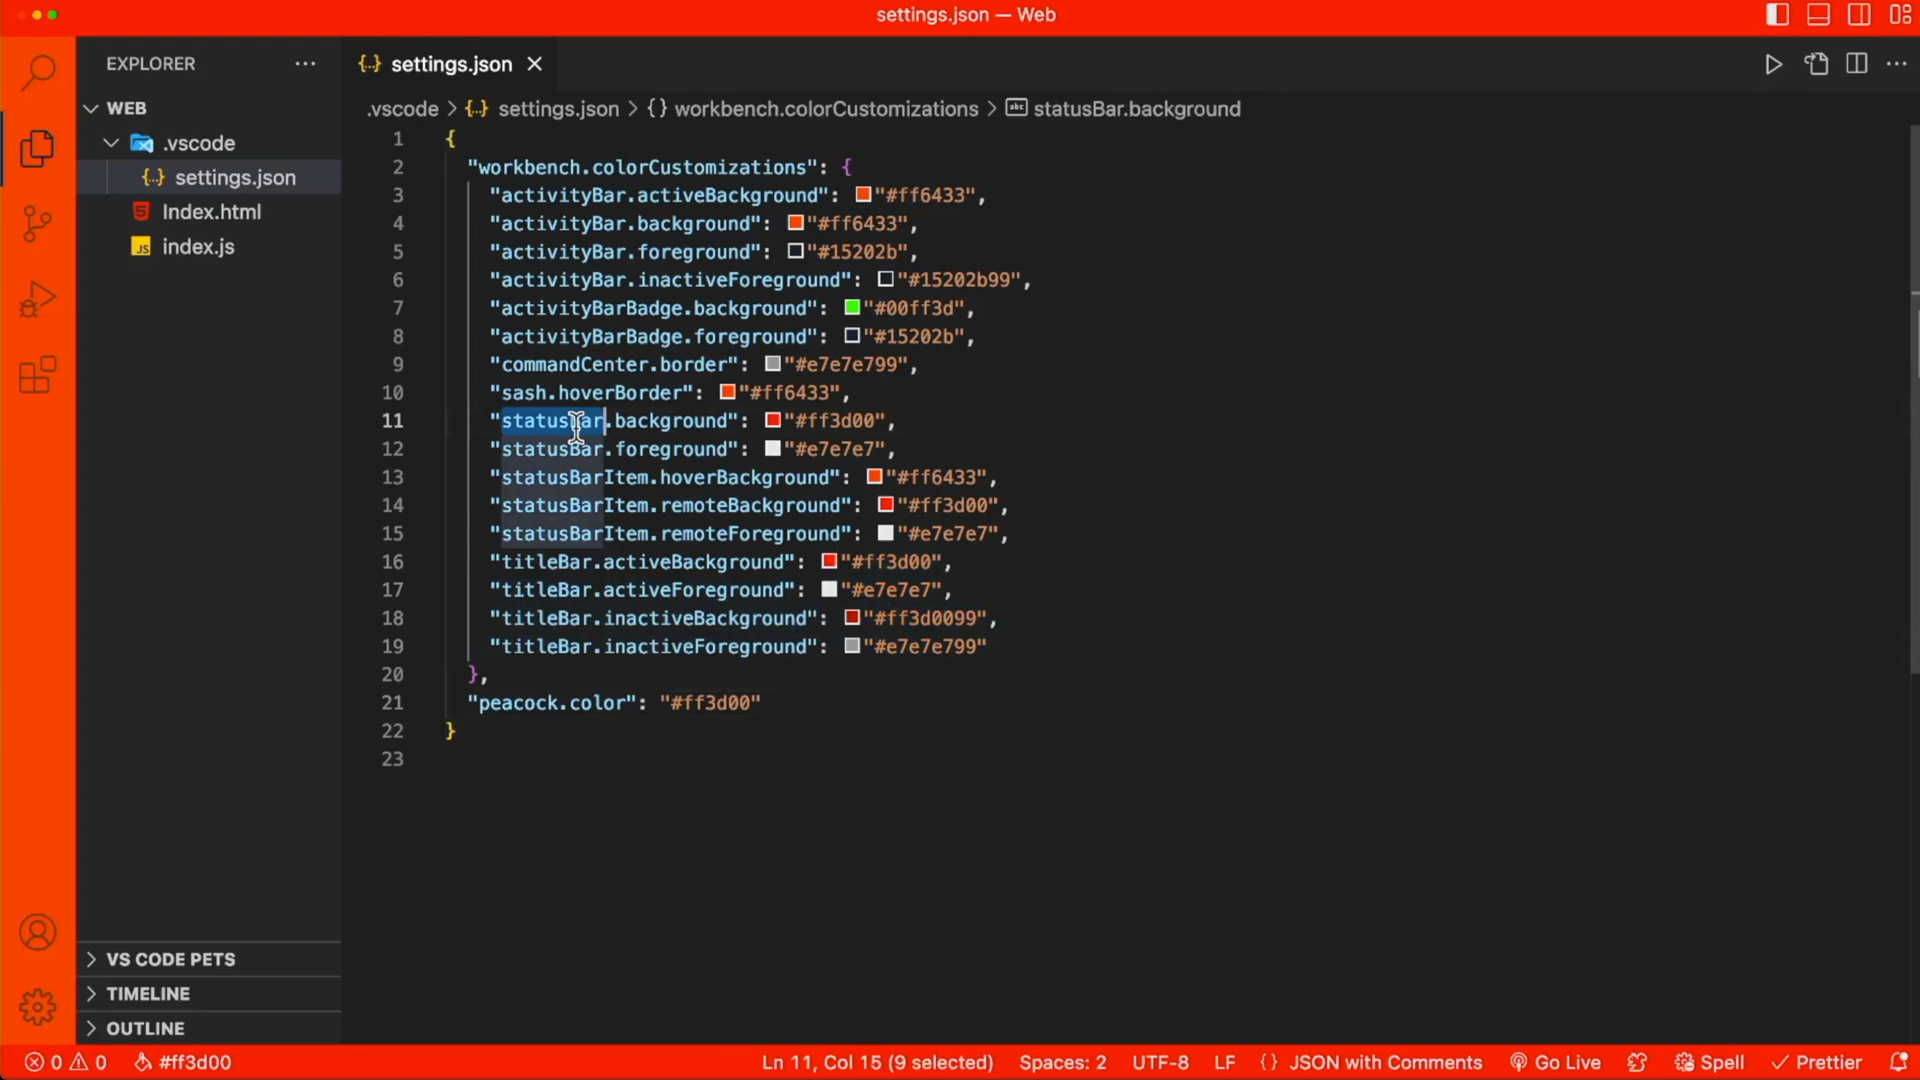 settings.json — Web
EXPLORER
settings.json
WEB
.vscode
settings.json
Index.html
index.js
.vscode > {..} settings.json > {} workbench.colorCustomizations > abc statusBar.background
1 {
2 "workbench.colorCustomizations": {
3 "activityBar.activeBackground": "#ff6433",
4 "activityBar.background": "#ff6433",
5 "activityBar.foreground": "#15202b",
6 "activityBar.inactiveForeground": "#15202b99",
7 "activityBarBadge.background": "#00ff3d",
8 "activityBarBadge.foreground": "#15202b",
9 "commandCenter.border": "#e7e7e799",
10 "sash.hoverBorder": "#ff6433",
11 "statusBar.background": "#ff3d00",
12 "statusBar.foreground": "#e7e7e7",
13 "statusBarItem.hoverBackground": "#ff6433",
14 "statusBarItem.remoteBackground": "#ff3d00",
15 "statusBarItem.remoteForeground": "#e7e7e7",
16 "titleBar.activeBackground": "#ff3d00",
17 "titleBar.activeForeground": "#e7e7e7",
18 "titleBar.inactiveBackground": "#ff3d0099",
19 "titleBar.inactiveForeground": "#e7e7e799"
20 },
21 "peacock.color": "#ff3d00"
22 }
23
VS CODE PETS
TIMELINE
OUTLINE
0 0 #ff3d00 Ln 11, Col 15 (9 selected) Spaces: 2 UTF-8 LF {} JSON with Comments Go Live Spell Prettier